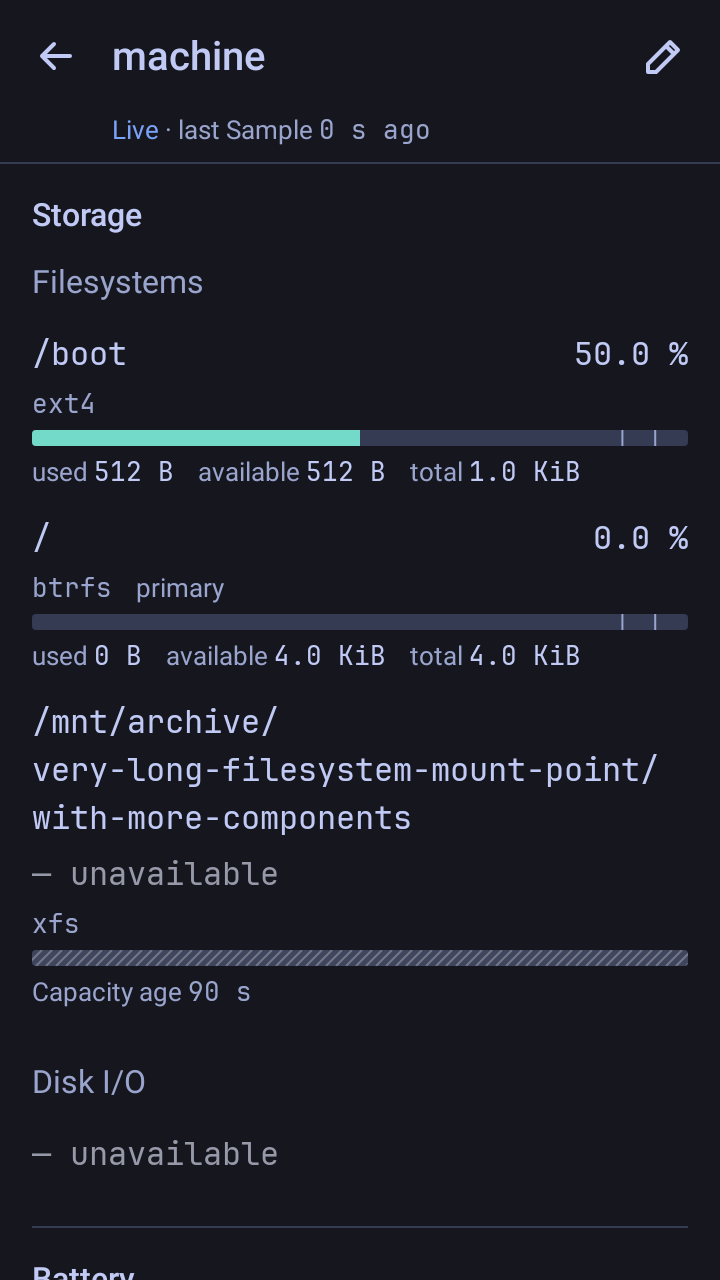 machine
Live · last Sample 0 s ago
Storage
Filesystems
/boot 50.0 %
ext4
used 512 B available 512 B total 1.0 KiB
/ 0.0 %
btrfs primary
used 0 B available 4.0 KiB total 4.0 KiB
/mnt/archive/
very-long-filesystem-mount-point/
with-more-components
— unavailable
xfs
Capacity age 90 s
Disk I/O
— unavailable
Battery